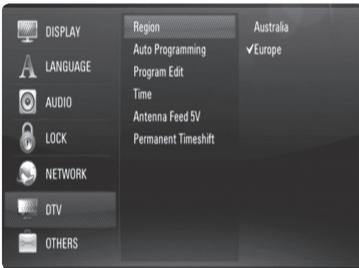 DISPLAY
LANGUAGE
AUDIO
LOCK
NETWORK
DTV
OTHERS
Region
Auto Programming
Program Edit
Time
Antenna Feed 5V
Permanent Timeshift
Australia
✓Europe